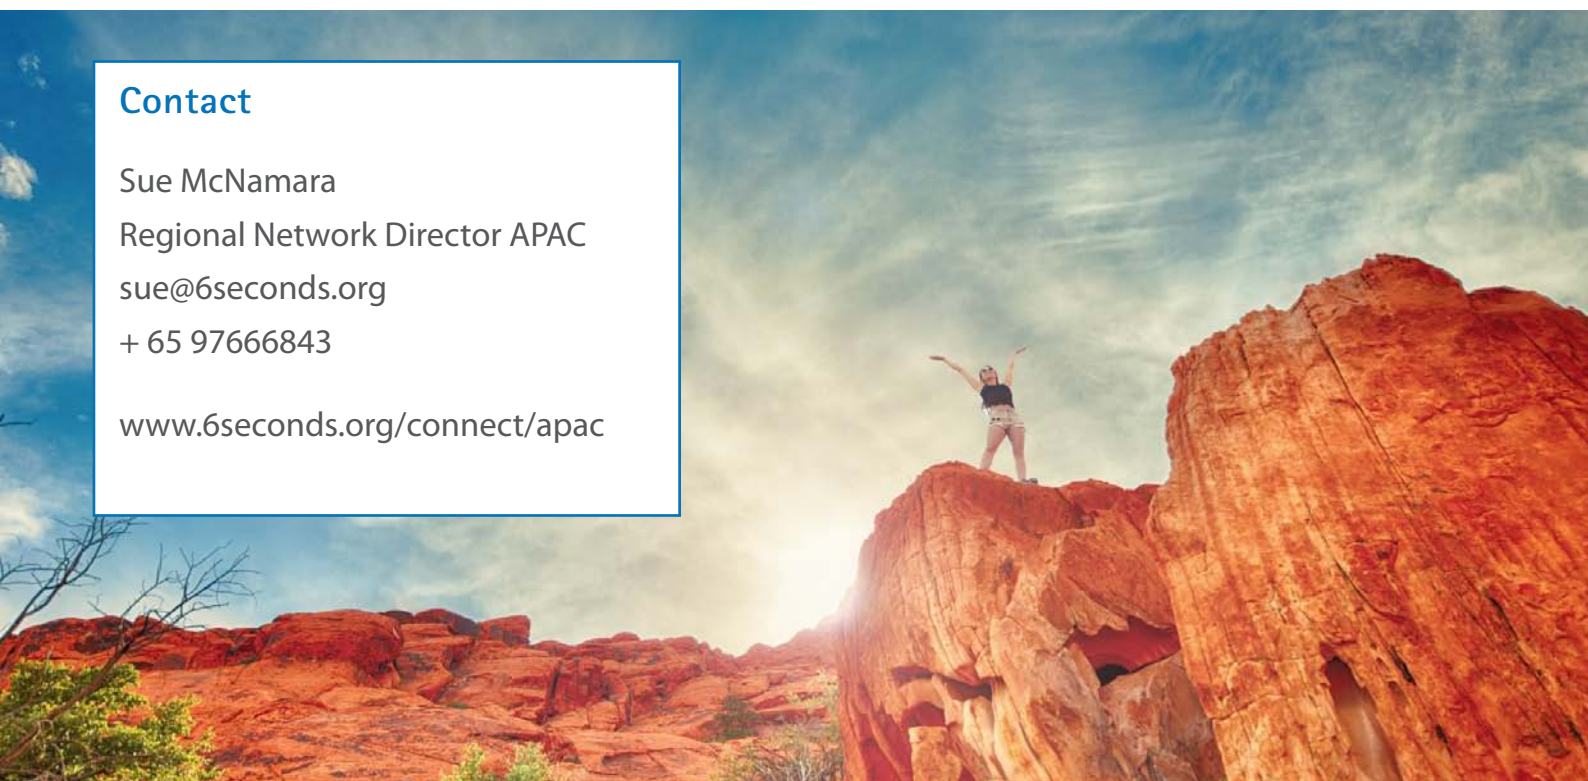 Contact
Sue McNamara
Regional Network Director APAC
sue@6seconds.org
+ 65 97666843
www.6seconds.org/connect/apac